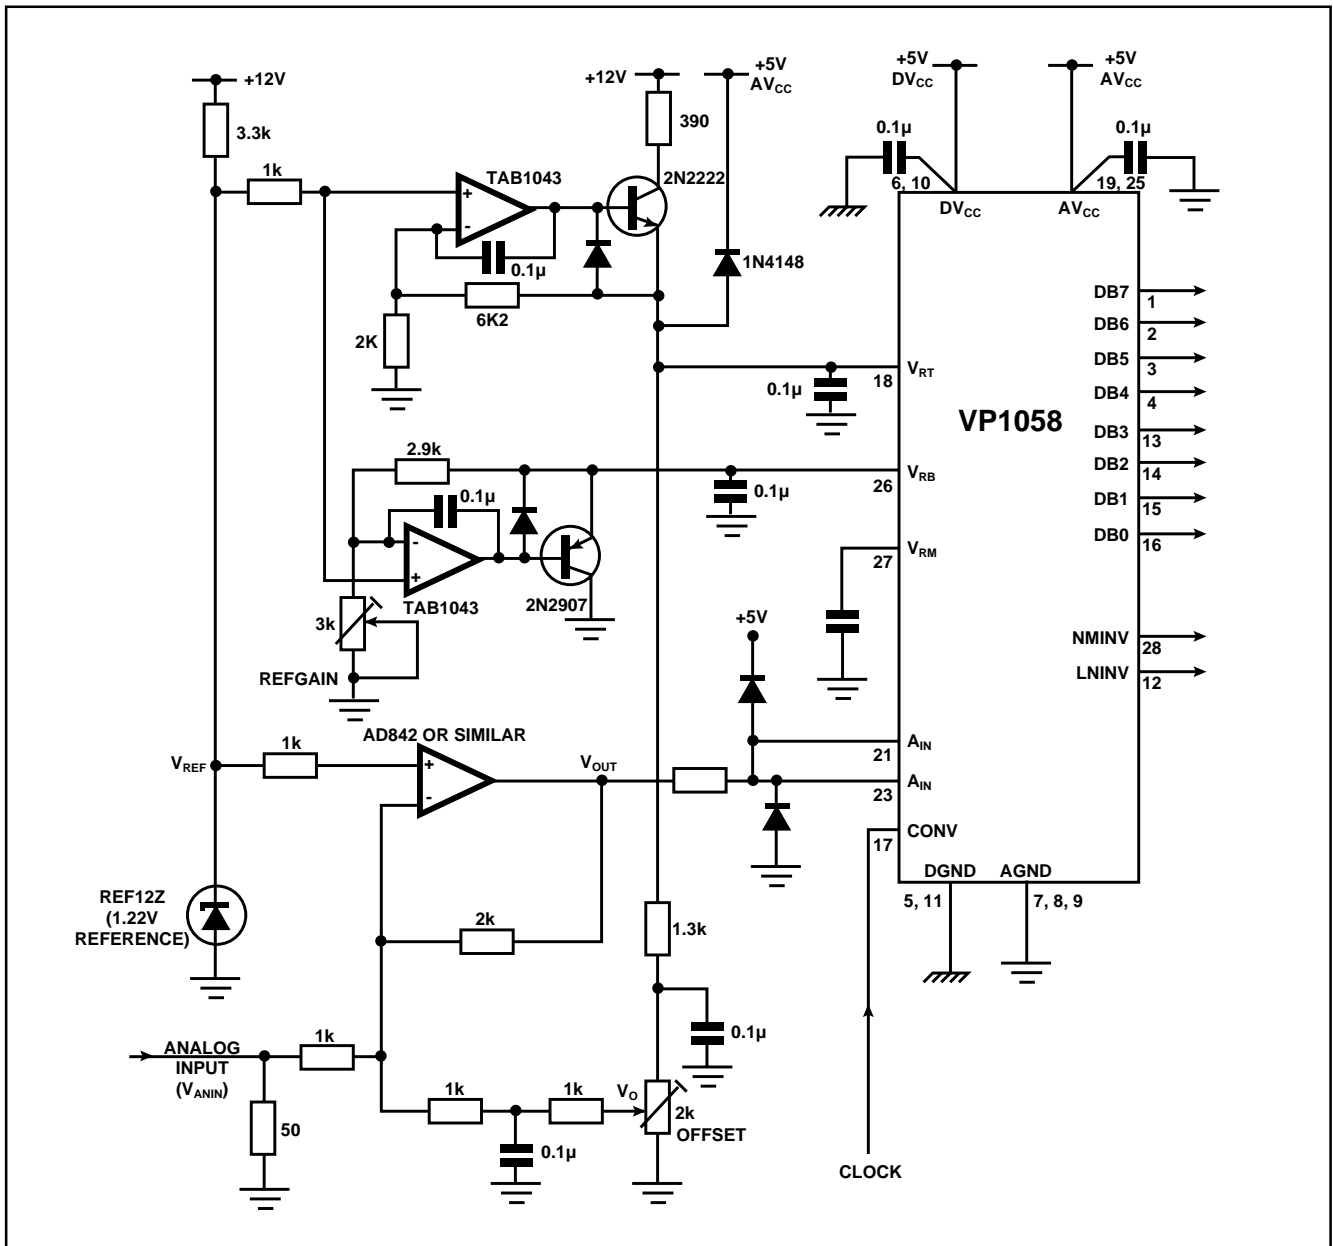 +12V
+12V
+5V
AVCC
+5V
DVCC
+5V
AVCC
3.3k
390
0.1µ
0.1µ
1k
TAB1043
2N2222
6, 10
19, 25
DVCC
AVCC
+
-
0.1µ
1N4148
6K2
2K
DB7
1
DB6
2
DB5
3
DB4
4
DB3
13
DB2
14
DB1
15
DB0
16
0.1µ
18
VRT
VP1058
2.9k
0.1µ
0.1µ
26
VRB
-
+
TAB1043
2N2907
27
VRM
3k
REFGAIN
+5V
NMINV
28
LNINV
12
AD842 OR SIMILAR
1k
VREF
+
-
VOUT
21
AIN
23
AIN
17
CONV
DGND
AGND
5, 11
7, 8, 9
REF12Z
(1.22V
REFERENCE)
2k
1.3k
0.1µ
ANALOG
INPUT
(VANIN)
1k
50
1k
0.1µ
1k
VO
2k
OFFSET
CLOCK